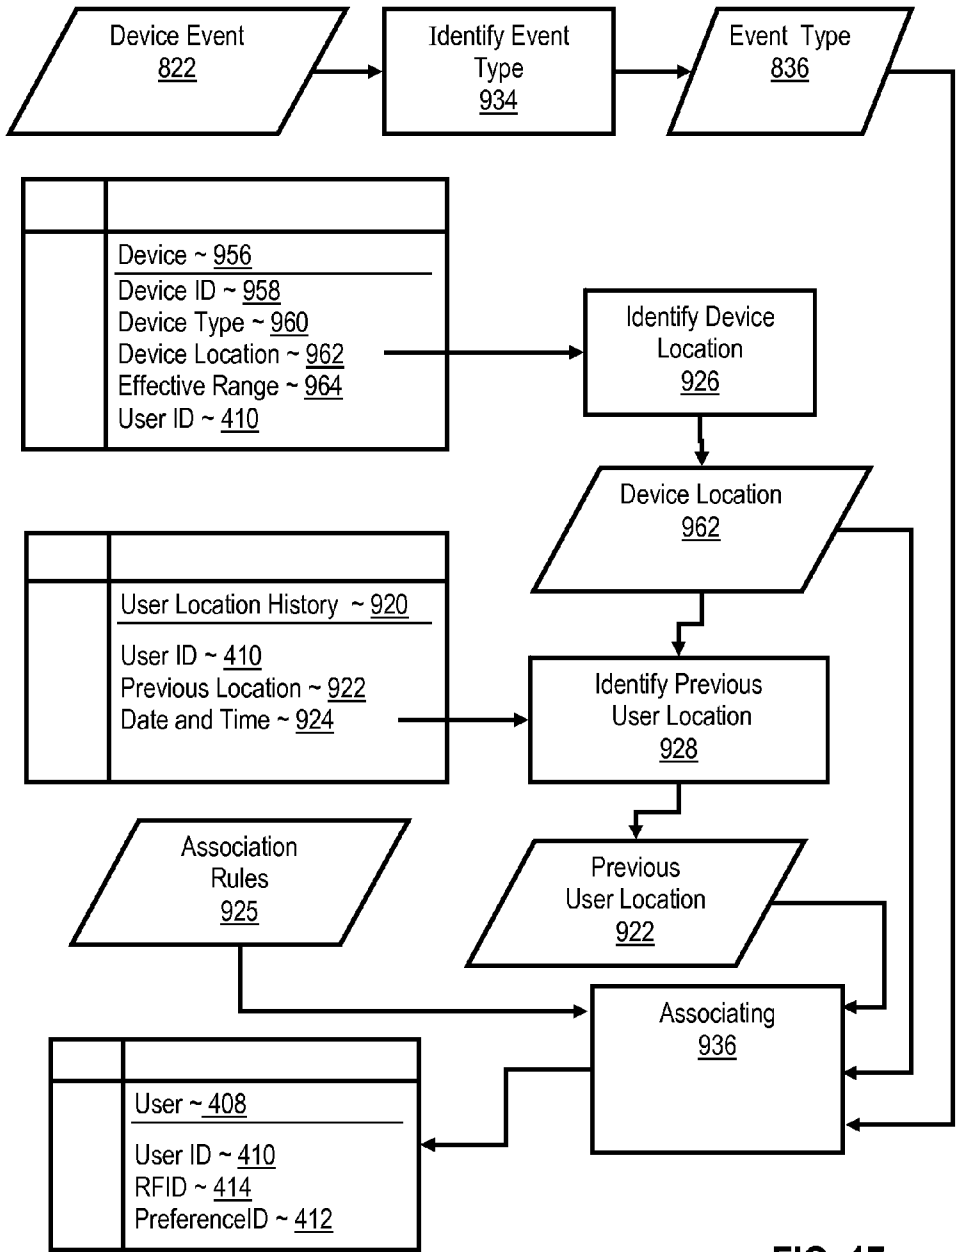 Device Event
822
Identify Event
Type
934
Event Type
836
Device ~ 956
Device ID ~ 958
Device Type ~ 960
Device Location ~ 962
Effective Range ~ 964
User ID ~ 410
Identify Device
Location
926
Device Location
962
User Location History ~ 920
User ID ~ 410
Previous Location ~ 922
Date and Time ~ 924
Identify Previous
User Location
928
Association
Rules
925
Previous
User Location
922
Associating
936
User ~ 408
User ID ~ 410
RFID ~ 414
PreferenceID ~ 412